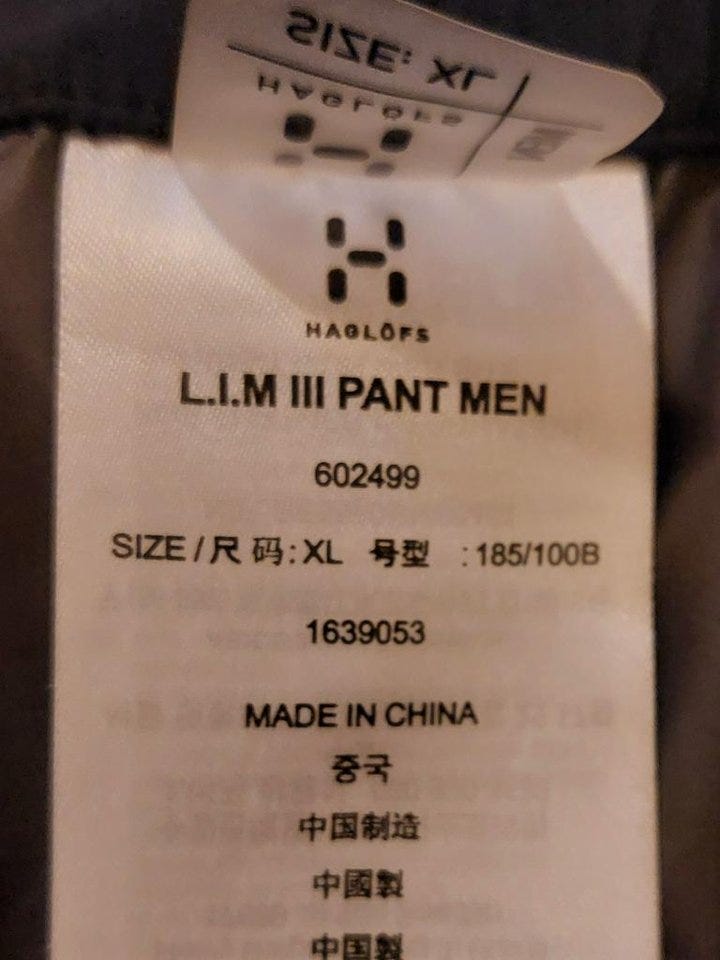 SIZE: XL
HAGLÖFS
HAGLÖFS
L.I.M III PANT MEN
602499
SIZE / 尺 码: XL 号型 : 185/100B
1639053
MADE IN CHINA
중국
中国制造
中國製
中国製